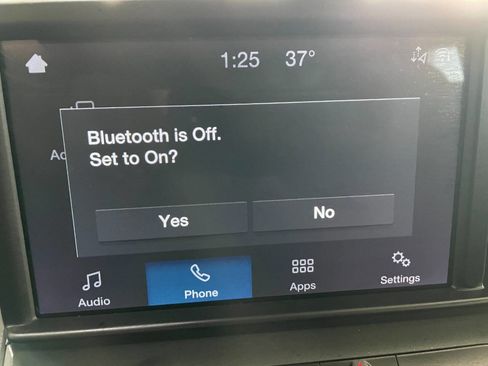 1:25 37°
Bluetooth is Off.
Set to On?
Yes No
Audio Phone Apps Settings